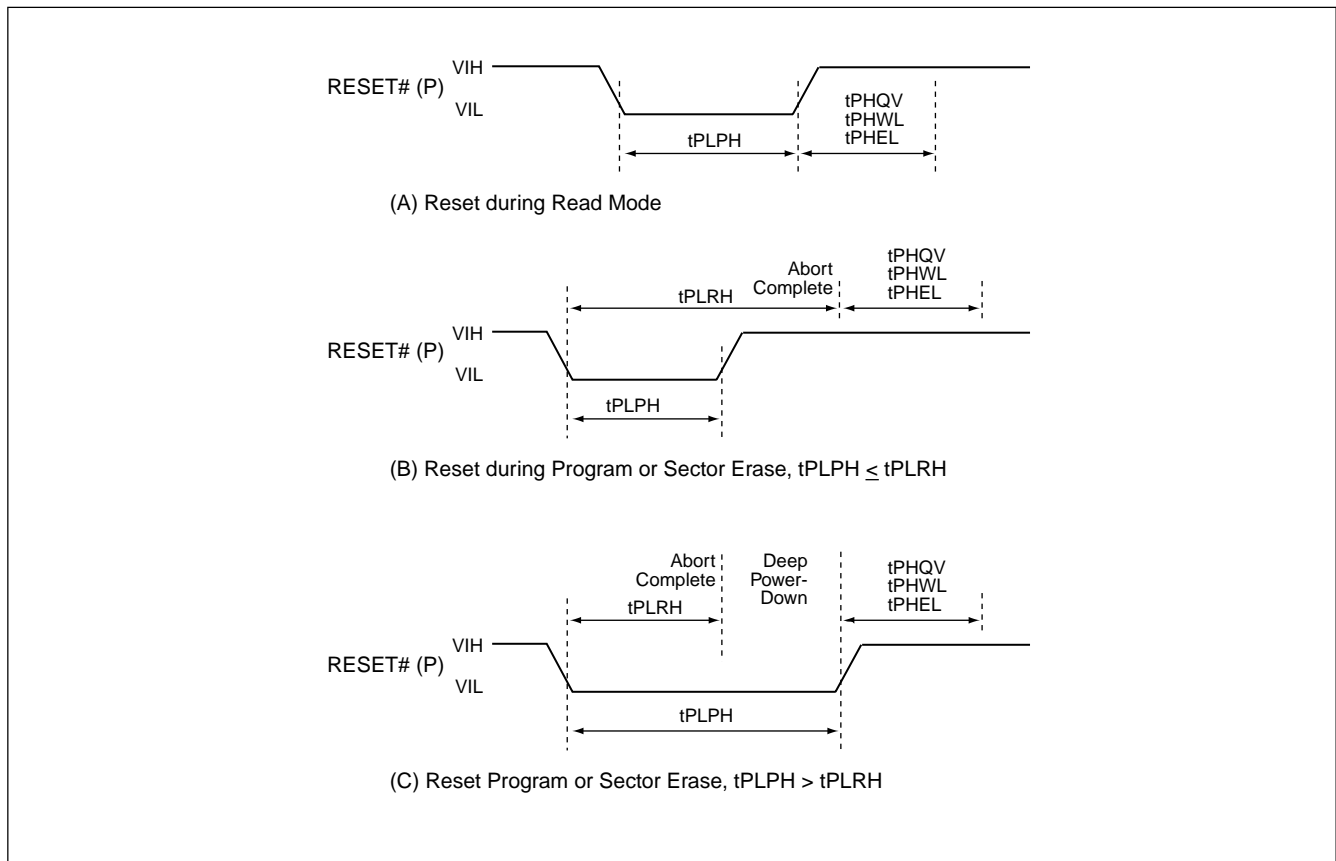 VIH
RESET# (P)
VIL
tPLPH
tPHQV
tPHWL
tPHEL
(A) Reset during Read Mode
Abort
Complete
tPLRH
tPHQV
tPHWL
tPHEL
VIH
RESET# (P)
VIL
tPLPH
(B) Reset during Program or Sector Erase, tPLPH ≤ tPLRH
Abort
Complete
tPLRH
Deep
Power-
Down
tPHQV
tPHWL
tPHEL
VIH
RESET# (P)
VIL
tPLPH
(C) Reset Program or Sector Erase, tPLPH > tPLRH